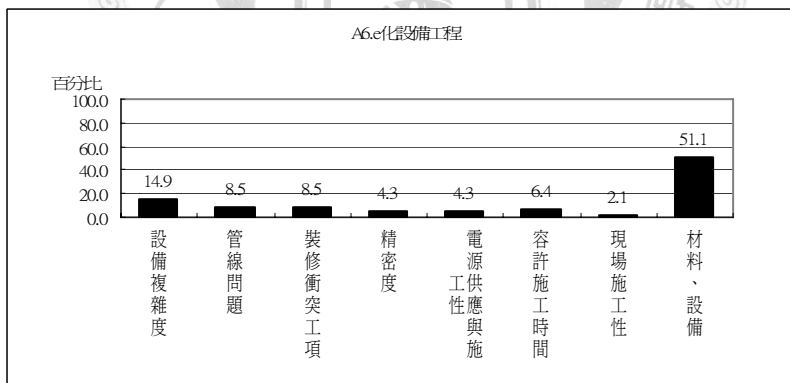 A6.e化設備工程
百分比
100.0
80.0
60.0
40.0
20.0
0.0
14.9
8.5
8.5
4.3
4.3
6.4
2.1
51.1
設備複雜度
管線問題
裝修衝突工項
精密度
電源供應與施
工性
容許施工時間
現場施工性
材料、設備